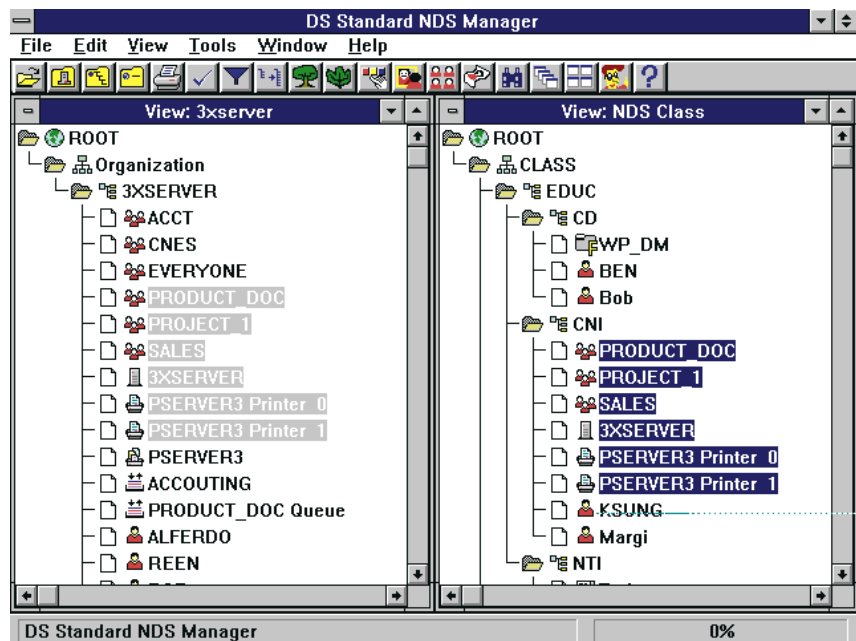 DS Standard NDS Manager
File Edit View Tools Window Help
View: 3xserver
ROOT
Organization
3XSERVER
ACCT
CNES
EVERYONE
PRODUCT_DOC
PROJECT_1
SALES
3XSERVER
PSERVER3 Printer 0
PSERVER3 Printer 1
PSERVER3
ACCOUTING
PRODUCT_DOC Queue
ALFERDO
REEN
View: NDS Class
ROOT
CLASS
EDUC
CD
WP_DM
BEN
Bob
CNI
PRODUCT_DOC
PROJECT_1
SALES
3XSERVER
PSERVER3 Printer 0
PSERVER3 Printer 1
KSUNG
Margi
NTI
DS Standard NDS Manager
0%